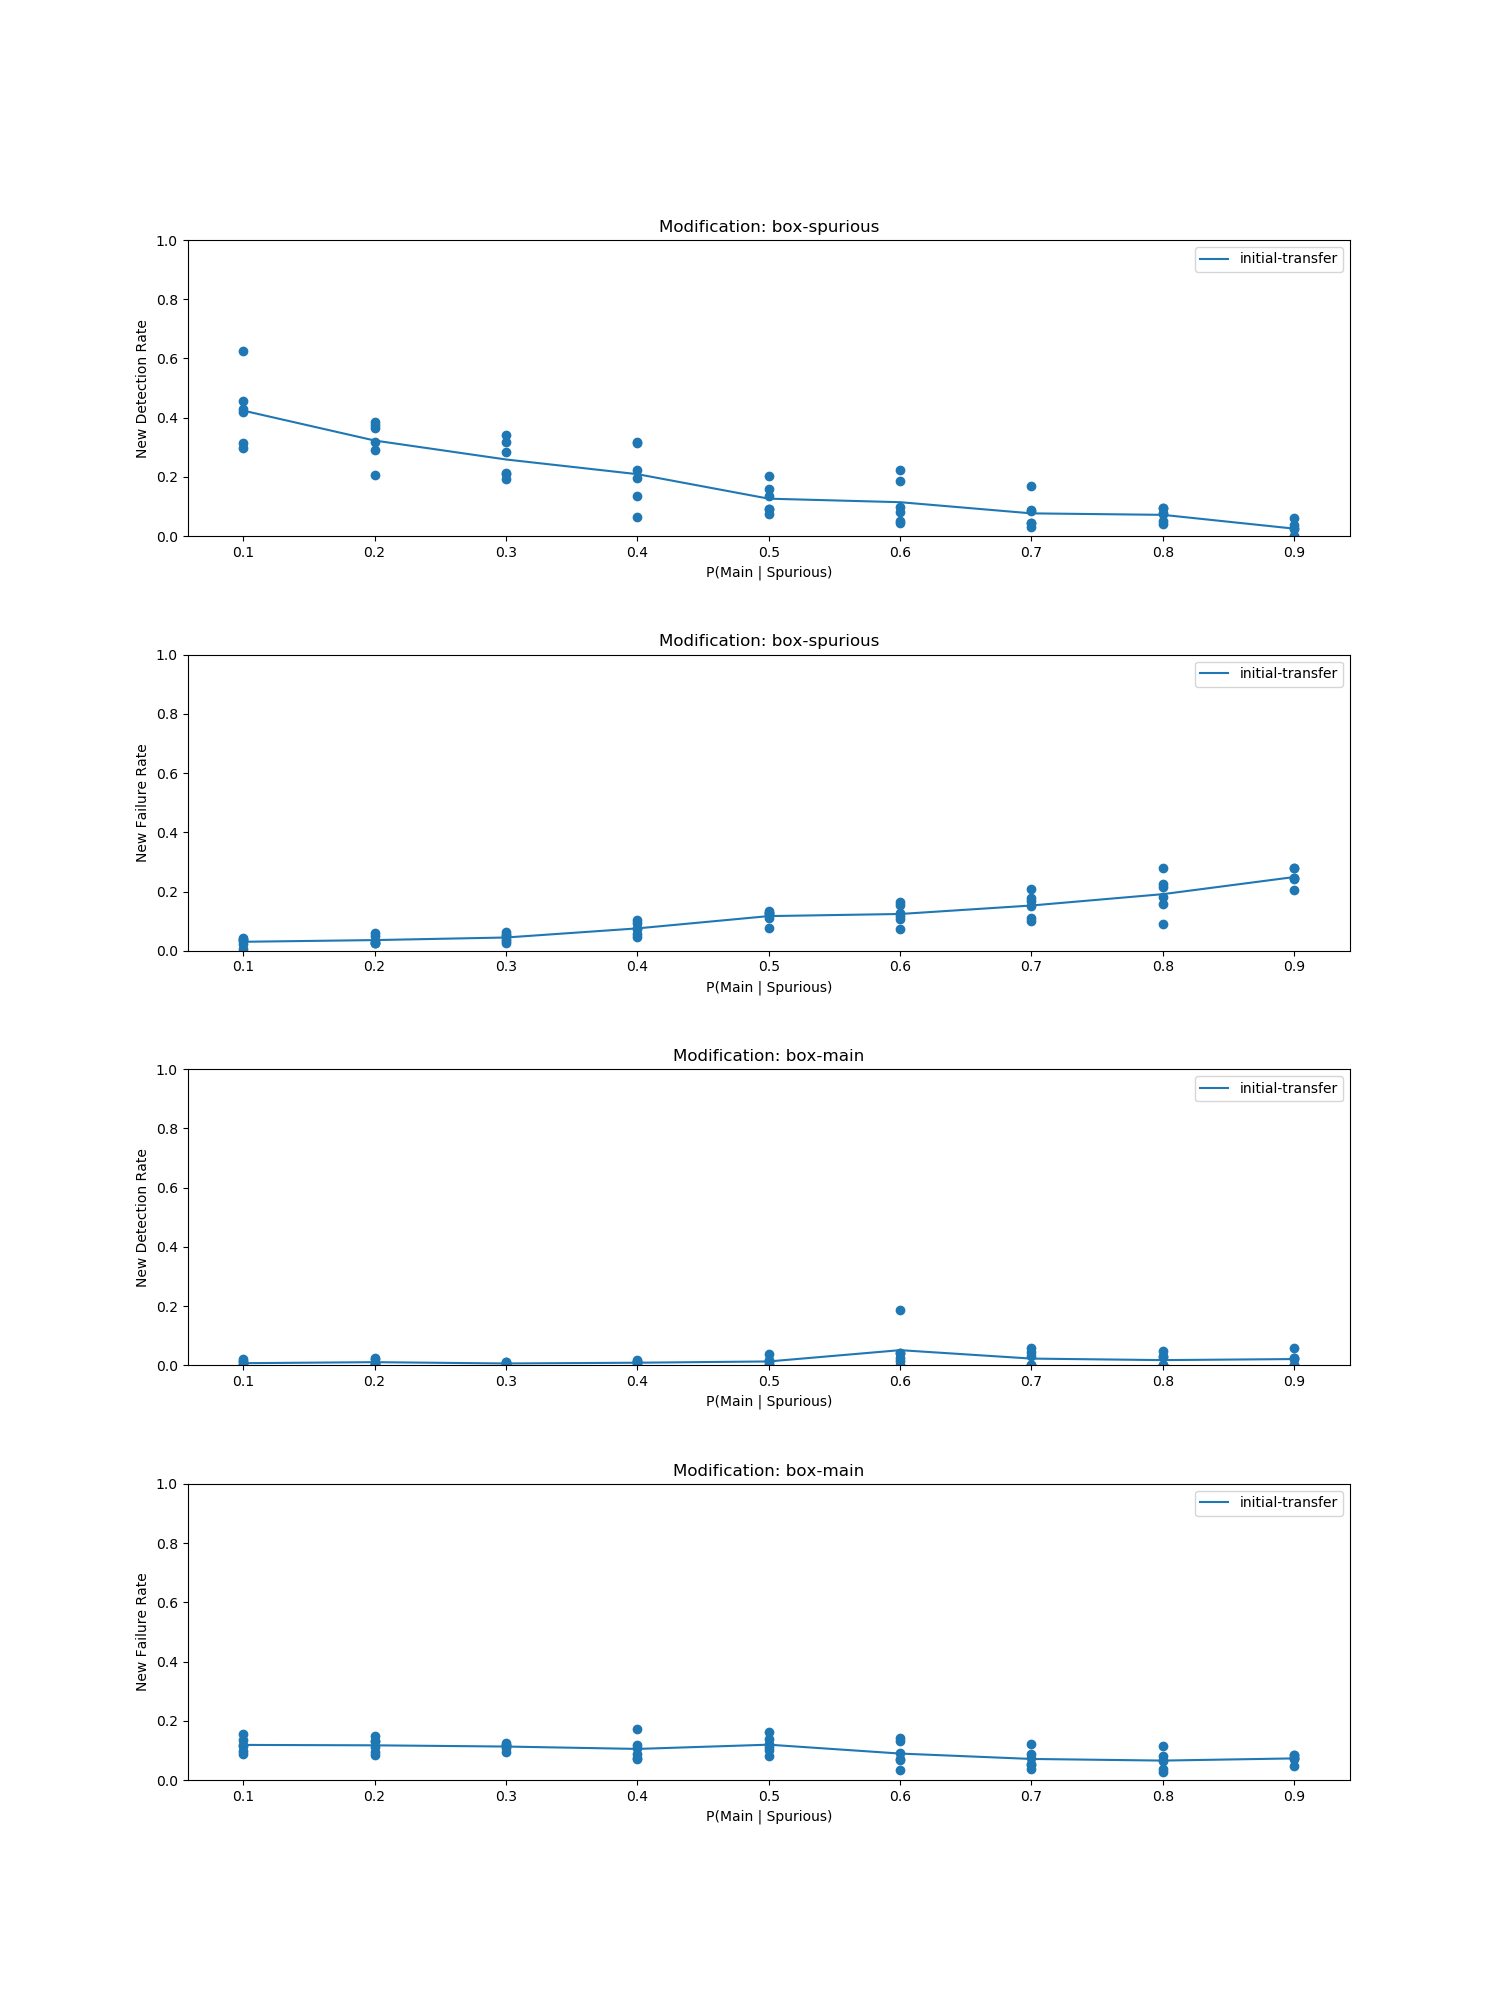 Modification: box-spurious
1.0
0.8
0.6
0.4
0.2
0.0
New Detection Rate
initial-transfer
0.1 0.2 0.3 0.4 0.5 0.6 0.7 0.8 0.9
P(Main | Spurious)
Modification: box-spurious
1.0
0.8
0.6
0.4
0.2
0.0
New Failure Rate
initial-transfer
0.1 0.2 0.3 0.4 0.5 0.6 0.7 0.8 0.9
P(Main | Spurious)
Modification: box-main
1.0
0.8
0.6
0.4
0.2
0.0
New Detection Rate
initial-transfer
0.1 0.2 0.3 0.4 0.5 0.6 0.7 0.8 0.9
P(Main | Spurious)
Modification: box-main
1.0
0.8
0.6
0.4
0.2
0.0
New Failure Rate
initial-transfer
0.1 0.2 0.3 0.4 0.5 0.6 0.7 0.8 0.9
P(Main | Spurious)